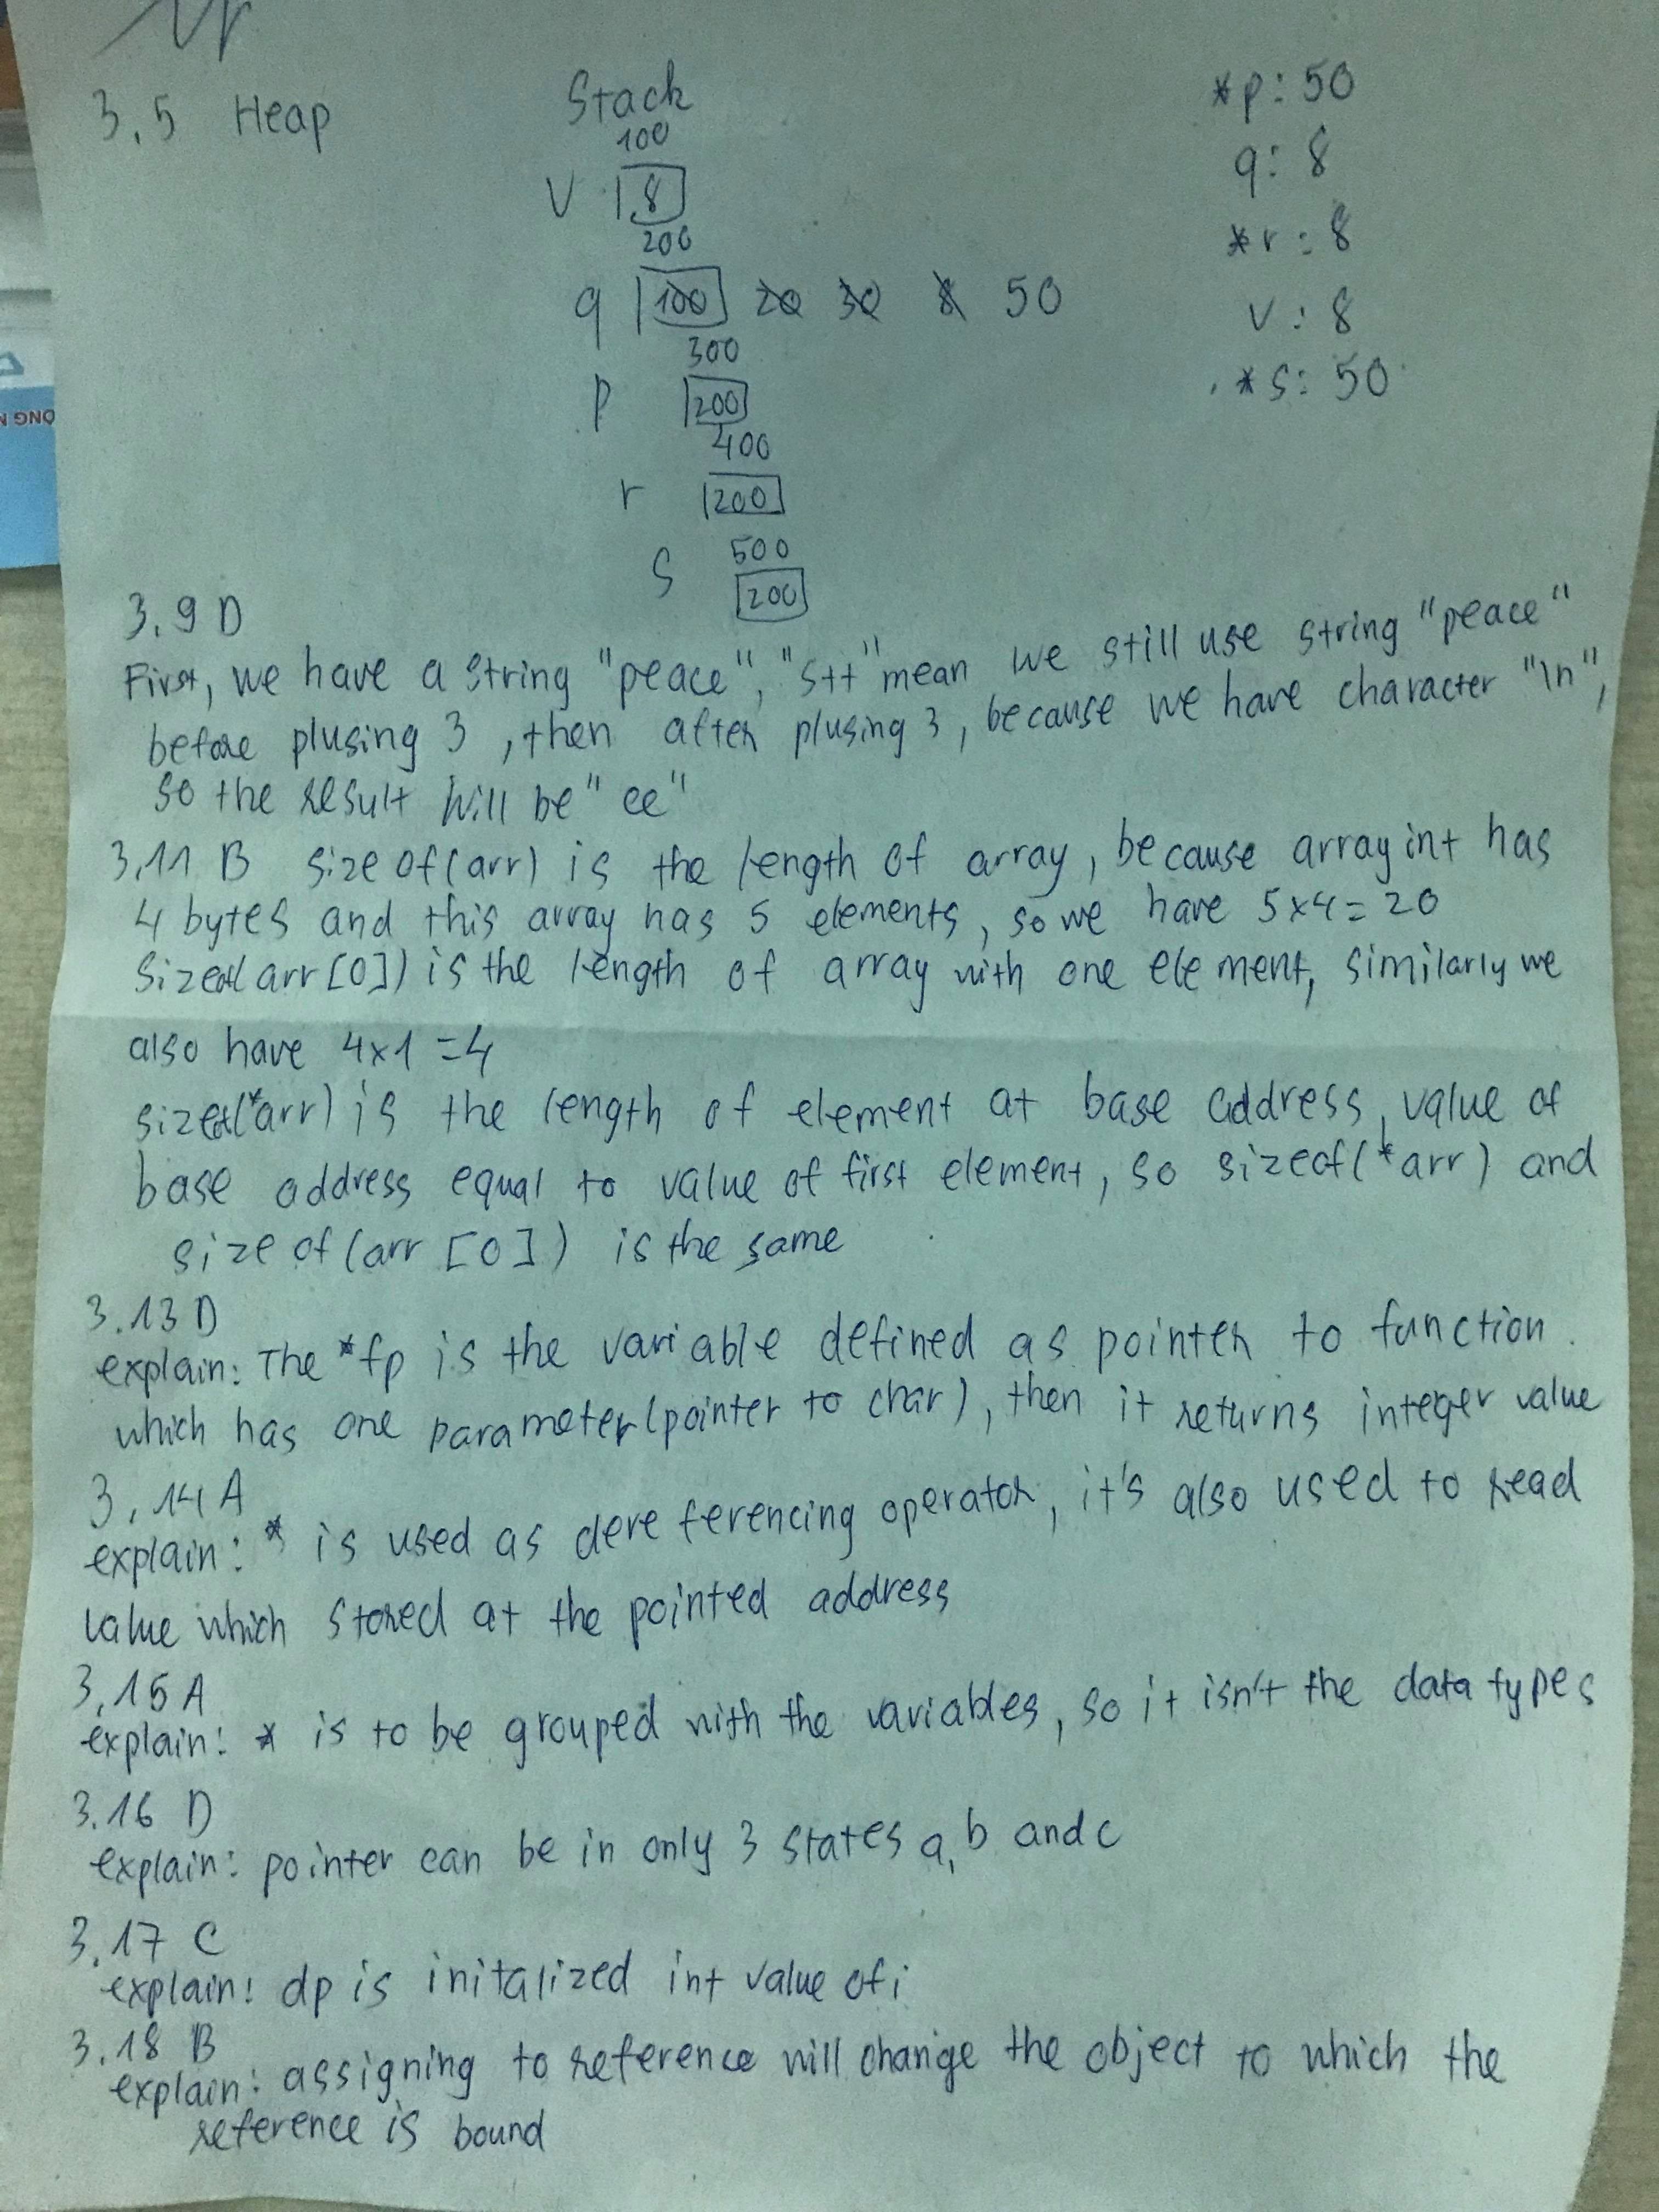 3.5 Heap Stack
100
V 8
200
q 100 20 30 8 50
300
p 200
400
r 200
500
S 200
*p: 50
q: 8
*r: 8
v: 8
*s: 50
3.9 D
First, we have a string "peace", "s++" mean we still use string "peace"
before plusing 3, then after plusing 3, because we have character "\n",
so the result will be "ce"
3.11 B size of(arr) is the length of array, because array int has
4 bytes and this array has 5 elements, so we have 5x4=20
sizeof(arr[0]) is the length of array with one element, similarly we
also have 4x1=4
sizeof(*arr) is the length of element at base address, value of
base address equal to value of first element, so sizeof(*arr) and
size of(arr[0]) is the same
3.13 D
explain: The *fp is the variable defined as pointer to function.
which has one parameter(pointer to char), then it returns integer value
3.14 A
explain: * is used as dereferencing operator, it's also used to read
value which stored at the pointed address
3.15 A
explain: * is to be grouped with the variables, so it isn't the data types
3.16 D
explain: pointer can be in only 3 states a, b and c
3.17 C
explain: dp is initalized int value of i
3.18 B
explain: assigning to reference will change the object to which the
reference is bound